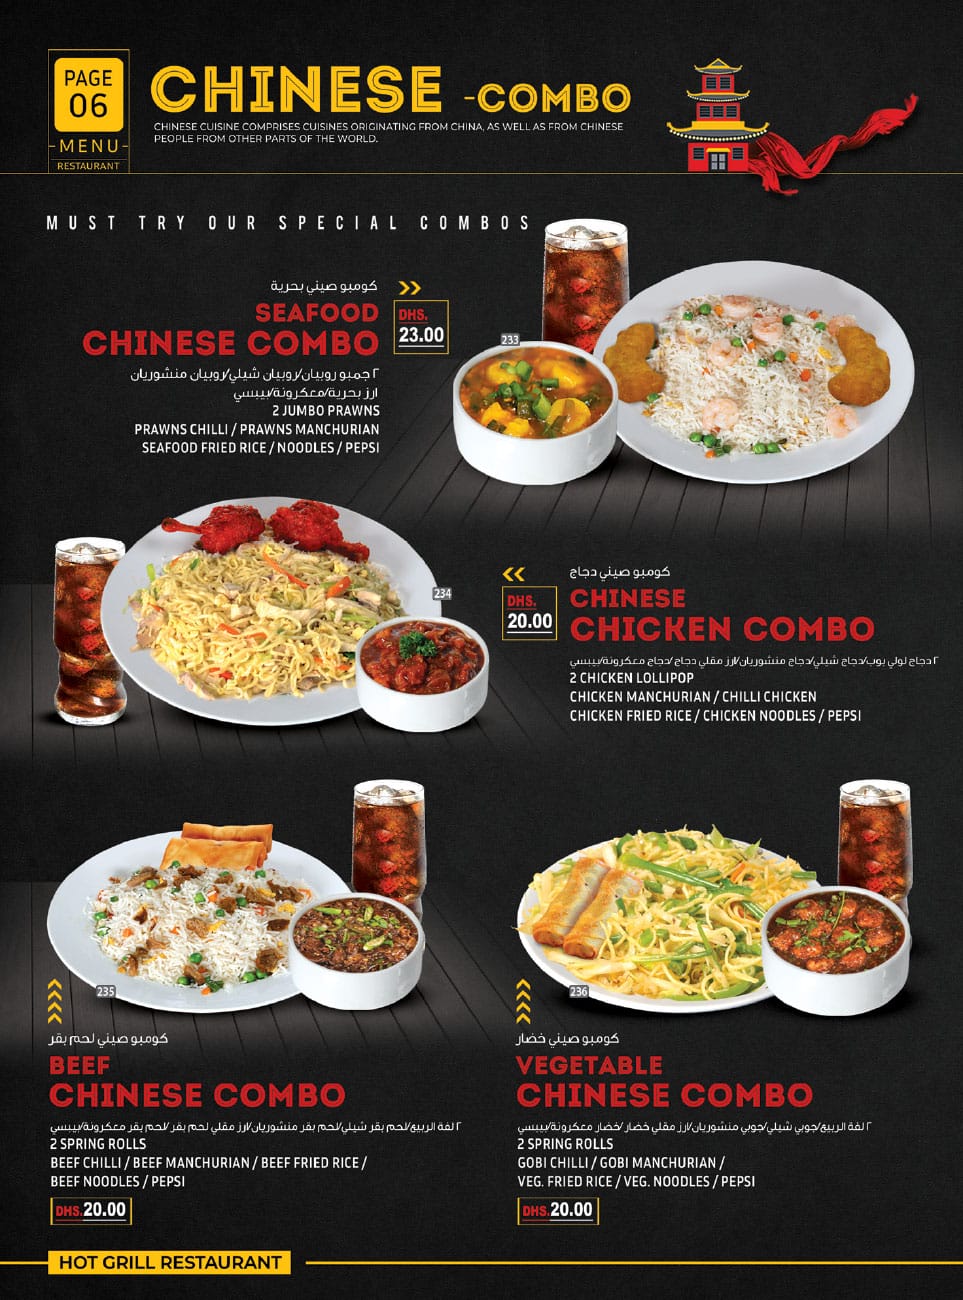 PAGE
06
MENU
RESTAURANT
CHINESE -COMBO
CHINESE CUISINE COMPRISES CUISINES ORIGINATING FROM CHINA, AS WELL AS FROM CHINESE
PEOPLE FROM OTHER PARTS OF THE WORLD.
MUST TRY OUR SPECIAL COMBOS
كومبو صيني بحرية
SEAFOOD
CHINESE COMBO
DHS.
23.00
٢ جمبو روبيان/روبيان شيلي/روبيان منشوريان
ارز بحرية/معكرونة/بيبسي
2 JUMBO PRAWNS
PRAWNS CHILLI / PRAWNS MANCHURIAN
SEAFOOD FRIED RICE / NOODLES / PEPSI
233
234
كومبو صيني دجاج
DHS.
20.00
CHINESE
CHICKEN COMBO
٢ دجاج لولي بوب/دجاج شيلي/دجاج منشوريان/ارز مقلي دجاج /دجاج معكرونة/بيبسي
2 CHICKEN LOLLIPOP
CHICKEN MANCHURIAN / CHILLI CHICKEN
CHICKEN FRIED RICE / CHICKEN NOODLES / PEPSI
235
كومبو صيني لحم بقر
BEEF
CHINESE COMBO
٢ لفة الربيع/لحم بقر شيلي/لحم بقر منشوريان/ارز مقلي لحم بقر /لحم بقر معكرونة/بيبسي
2 SPRING ROLLS
BEEF CHILLI / BEEF MANCHURIAN / BEEF FRIED RICE /
BEEF NOODLES / PEPSI
DHS.20.00
236
كومبو صيني خضار
VEGETABLE
CHINESE COMBO
٢ لفة الربيع/جوبي شيلي/جوبي منشوريان/ارز مقلي خضار /خضار معكرونة/بيبسي
2 SPRING ROLLS
GOBI CHILLI / GOBI MANCHURIAN /
VEG. FRIED RICE / VEG. NOODLES / PEPSI
DHS.20.00
HOT GRILL RESTAURANT